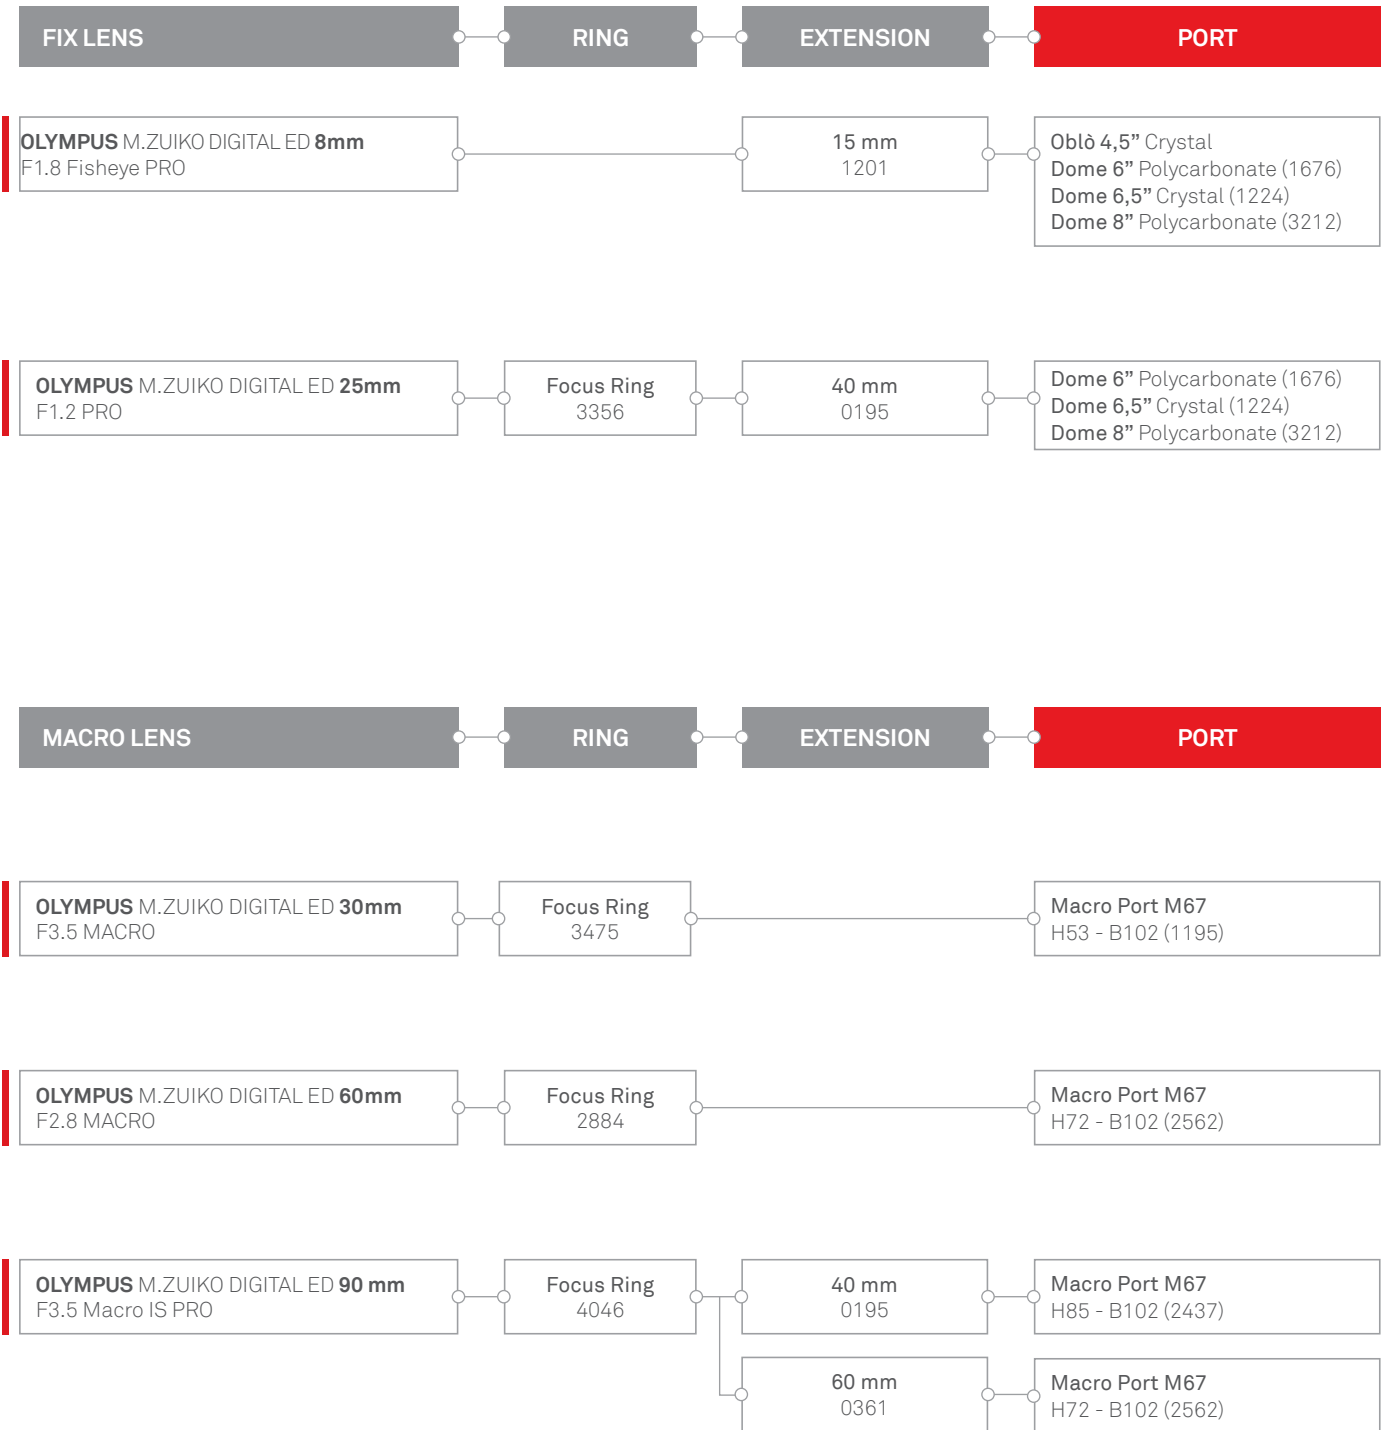 FIX LENS RING EXTENSION PORT
OLYMPUS M.ZUIKO DIGITAL ED 8mm
F1.8 Fisheye PRO
15 mm
1201
Oblò 4,5” Crystal
Dome 6” Polycarbonate (1676)
Dome 6,5” Crystal (1224)
Dome 8” Polycarbonate (3212)
OLYMPUS M.ZUIKO DIGITAL ED 25mm
F1.2 PRO
Focus Ring
3356
40 mm
0195
Dome 6” Polycarbonate (1676)
Dome 6,5” Crystal (1224)
Dome 8” Polycarbonate (3212)
MACRO LENS RING EXTENSION PORT
OLYMPUS M.ZUIKO DIGITAL ED 30mm
F3.5 MACRO
Focus Ring
3475
Macro Port M67
H53 - B102 (1195)
OLYMPUS M.ZUIKO DIGITAL ED 60mm
F2.8 MACRO
Focus Ring
2884
Macro Port M67
H72 - B102 (2562)
OLYMPUS M.ZUIKO DIGITAL ED 90 mm
F3.5 Macro IS PRO
Focus Ring
4046
40 mm
0195
Macro Port M67
H85 - B102 (2437)
60 mm
0361
Macro Port M67
H72 - B102 (2562)